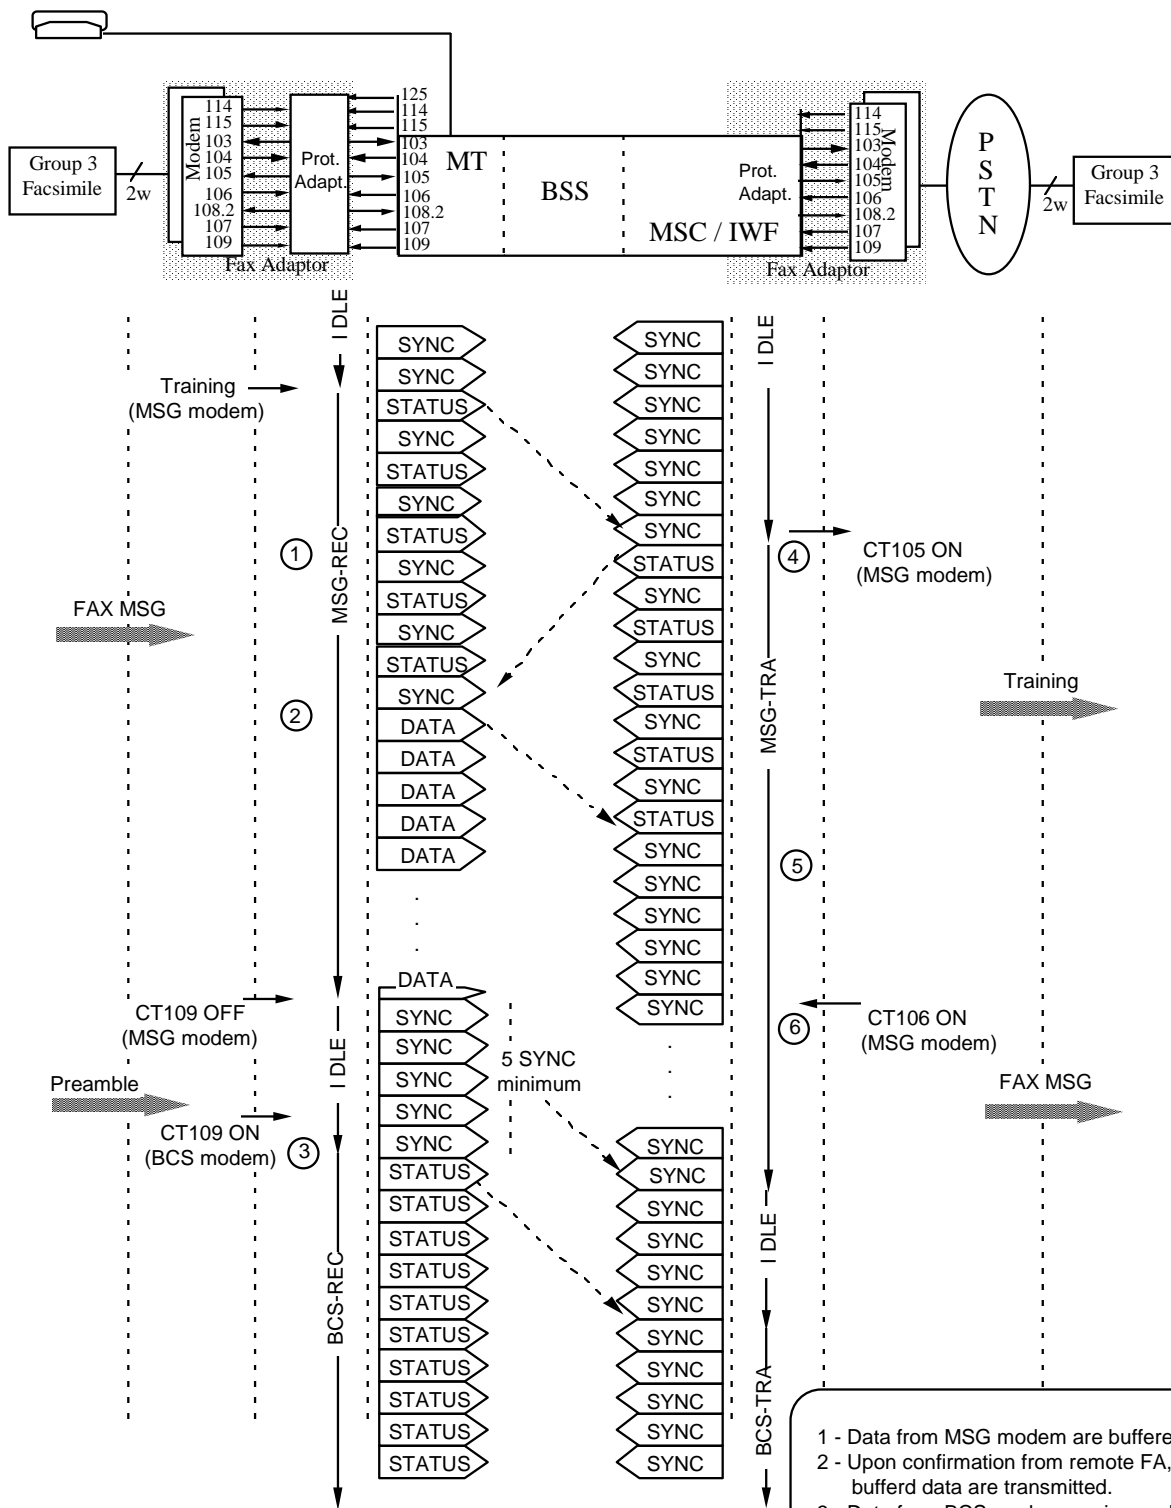 125
114
115
103
104
105
106
108.2
107
109
Modem
Prot.
Adapt.
114
115
103
104
105
106
108.2
107
109
Group 3
Facsimile
2w
Fax Adaptor
MT
BSS
MSC / IWF
Prot.
Adapt.
114
115
103
104
105
106
108.2
107
109
Modem
Fax Adaptor
PSTN
2w
Group 3
Facsimile
I DLE
SYNC
SYNC
STATUS
SYNC
STATUS
SYNC
STATUS
SYNC
STATUS
SYNC
STATUS
SYNC
DATA
DATA
DATA
DATA
DATA
.
.
.
DATA
SYNC
SYNC
SYNC
SYNC
SYNC
STATUS
STATUS
STATUS
STATUS
STATUS
STATUS
STATUS
STATUS
STATUS
STATUS
SYNC
SYNC
SYNC
SYNC
SYNC
SYNC
SYNC
STATUS
SYNC
STATUS
SYNC
STATUS
SYNC
STATUS
SYNC
STATUS
SYNC
SYNC
SYNC
SYNC
SYNC
SYNC
.
.
.
SYNC
SYNC
SYNC
SYNC
SYNC
SYNC
SYNC
SYNC
SYNC
SYNC
SYNC
I DLE
Training
(MSG modem)
1
MSG-REC
FAX MSG
2
CT109 OFF
(MSG modem)
I DLE
5 SYNC
minimum
Preamble
CT109 ON
(BCS modem)
3
BCS-REC
4
CT105 ON
(MSG modem)
MSG-TRA
Training
5
6
CT106 ON
(MSG modem)
FAX MSG
I DLE
BCS-TRA
1 - Data from MSG modem are buffere
2 - Upon confirmation from remote FA,
bufferd data are transmitted.